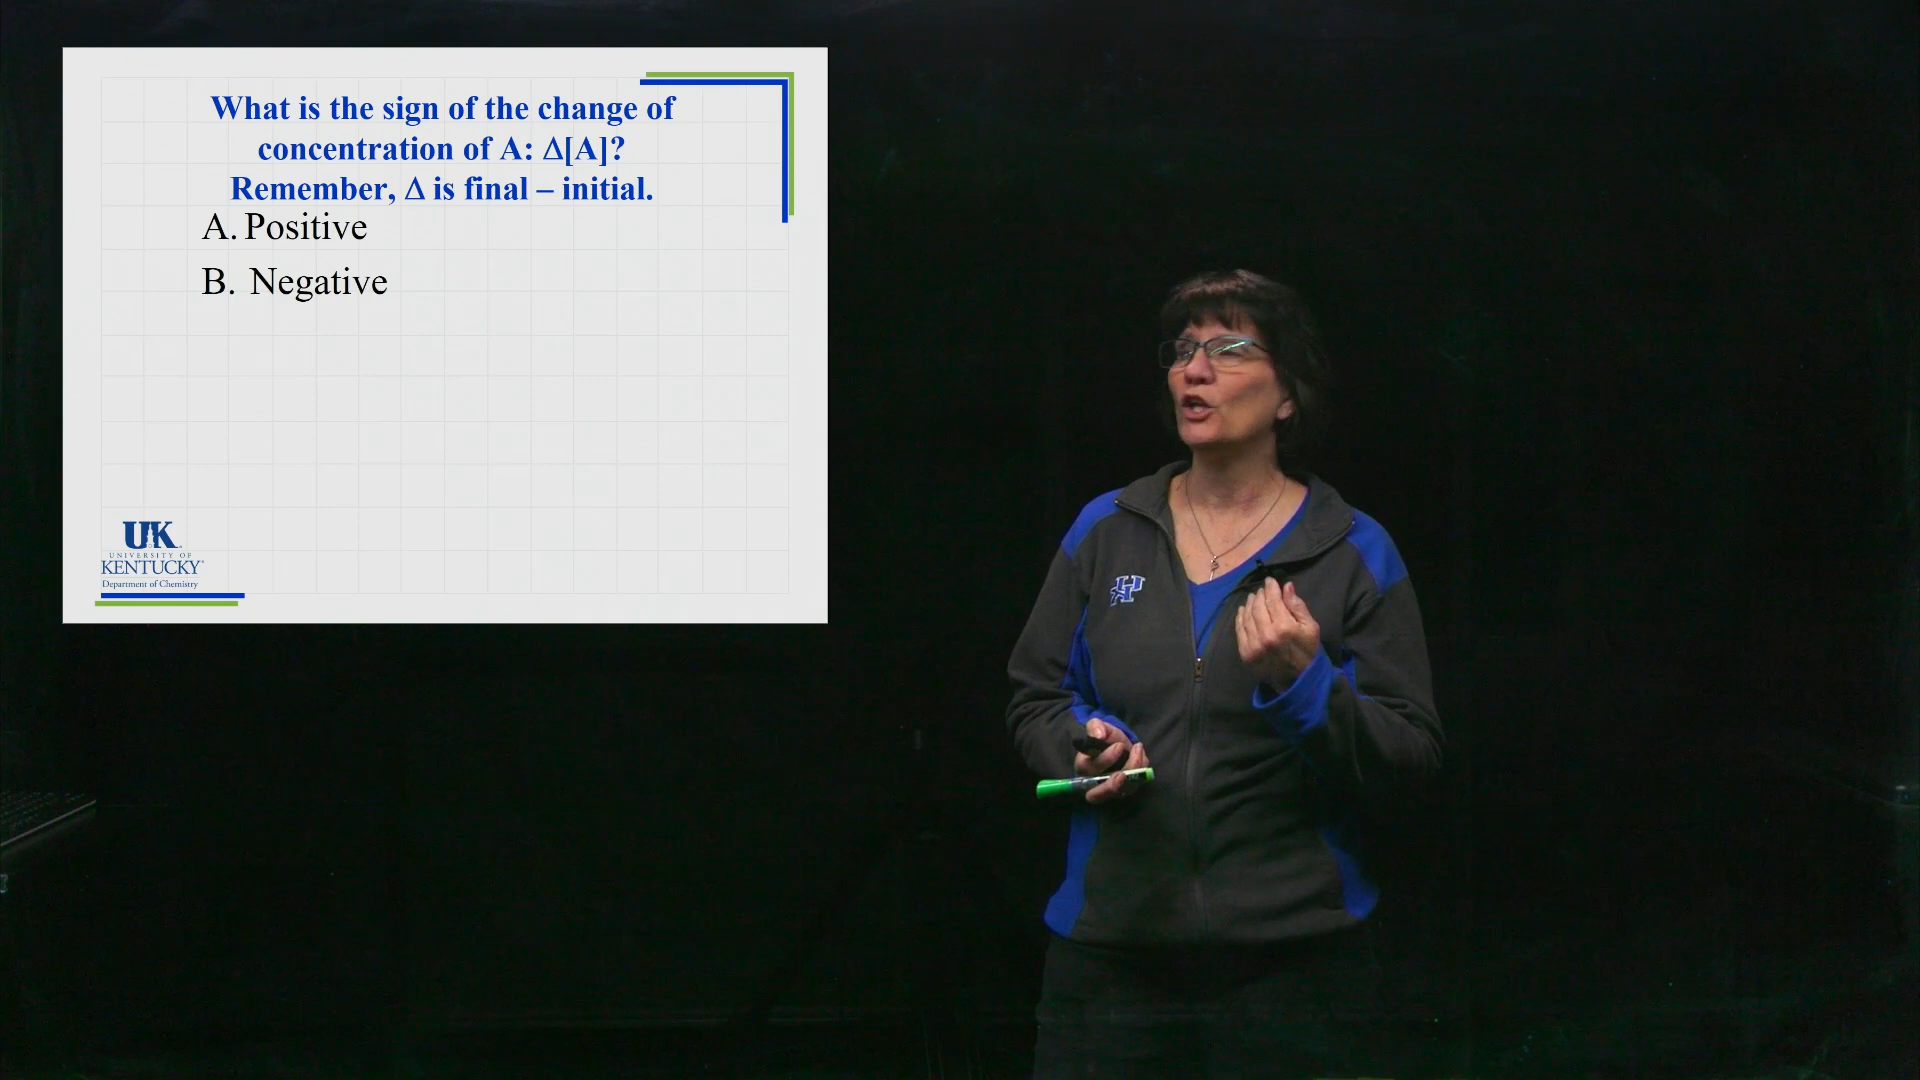 What is the sign of the change of
concentration of A: Δ[A]?
Remember, Δ is final – initial.
A. Positive
B. Negative
UK
UNIVERSITY OF
KENTUCKY
Department of Chemistry